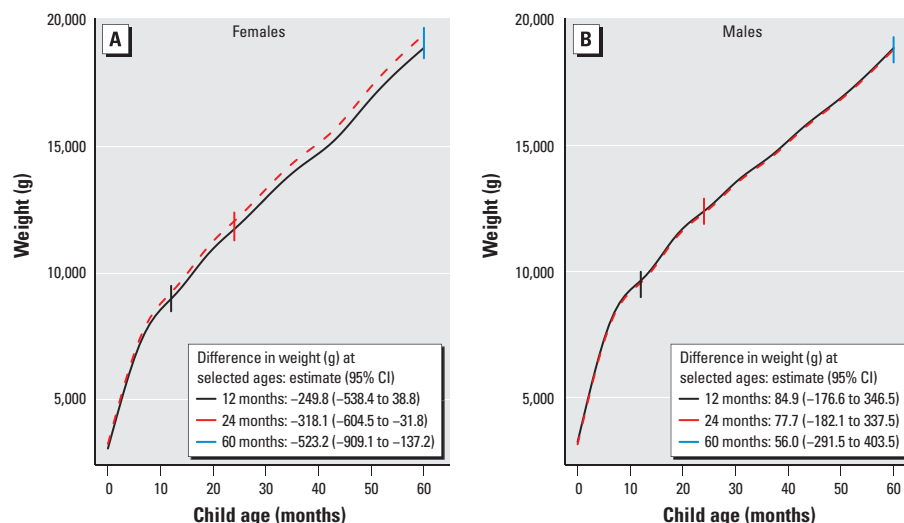 A
Females
20,000
15,000
10,000
5,000
Weight (g)
Difference in weight (g) at
selected ages: estimate (95% CI)
12 months: –249.8 (–538.4 to 38.8)
24 months: –318.1 (–604.5 to –31.8)
60 months: –523.2 (–909.1 to –137.2)
0 10 20 30 40 50 60
Child age (months)
B
Males
20,000
15,000
10,000
5,000
Weight (g)
Difference in weight (g) at
selected ages: estimate (95% CI)
12 months: 84.9 (–176.6 to 346.5)
24 months: 77.7 (–182.1 to 337.5)
60 months: 56.0 (–291.5 to 403.5)
0 10 20 30 40 50 60
Child age (months)